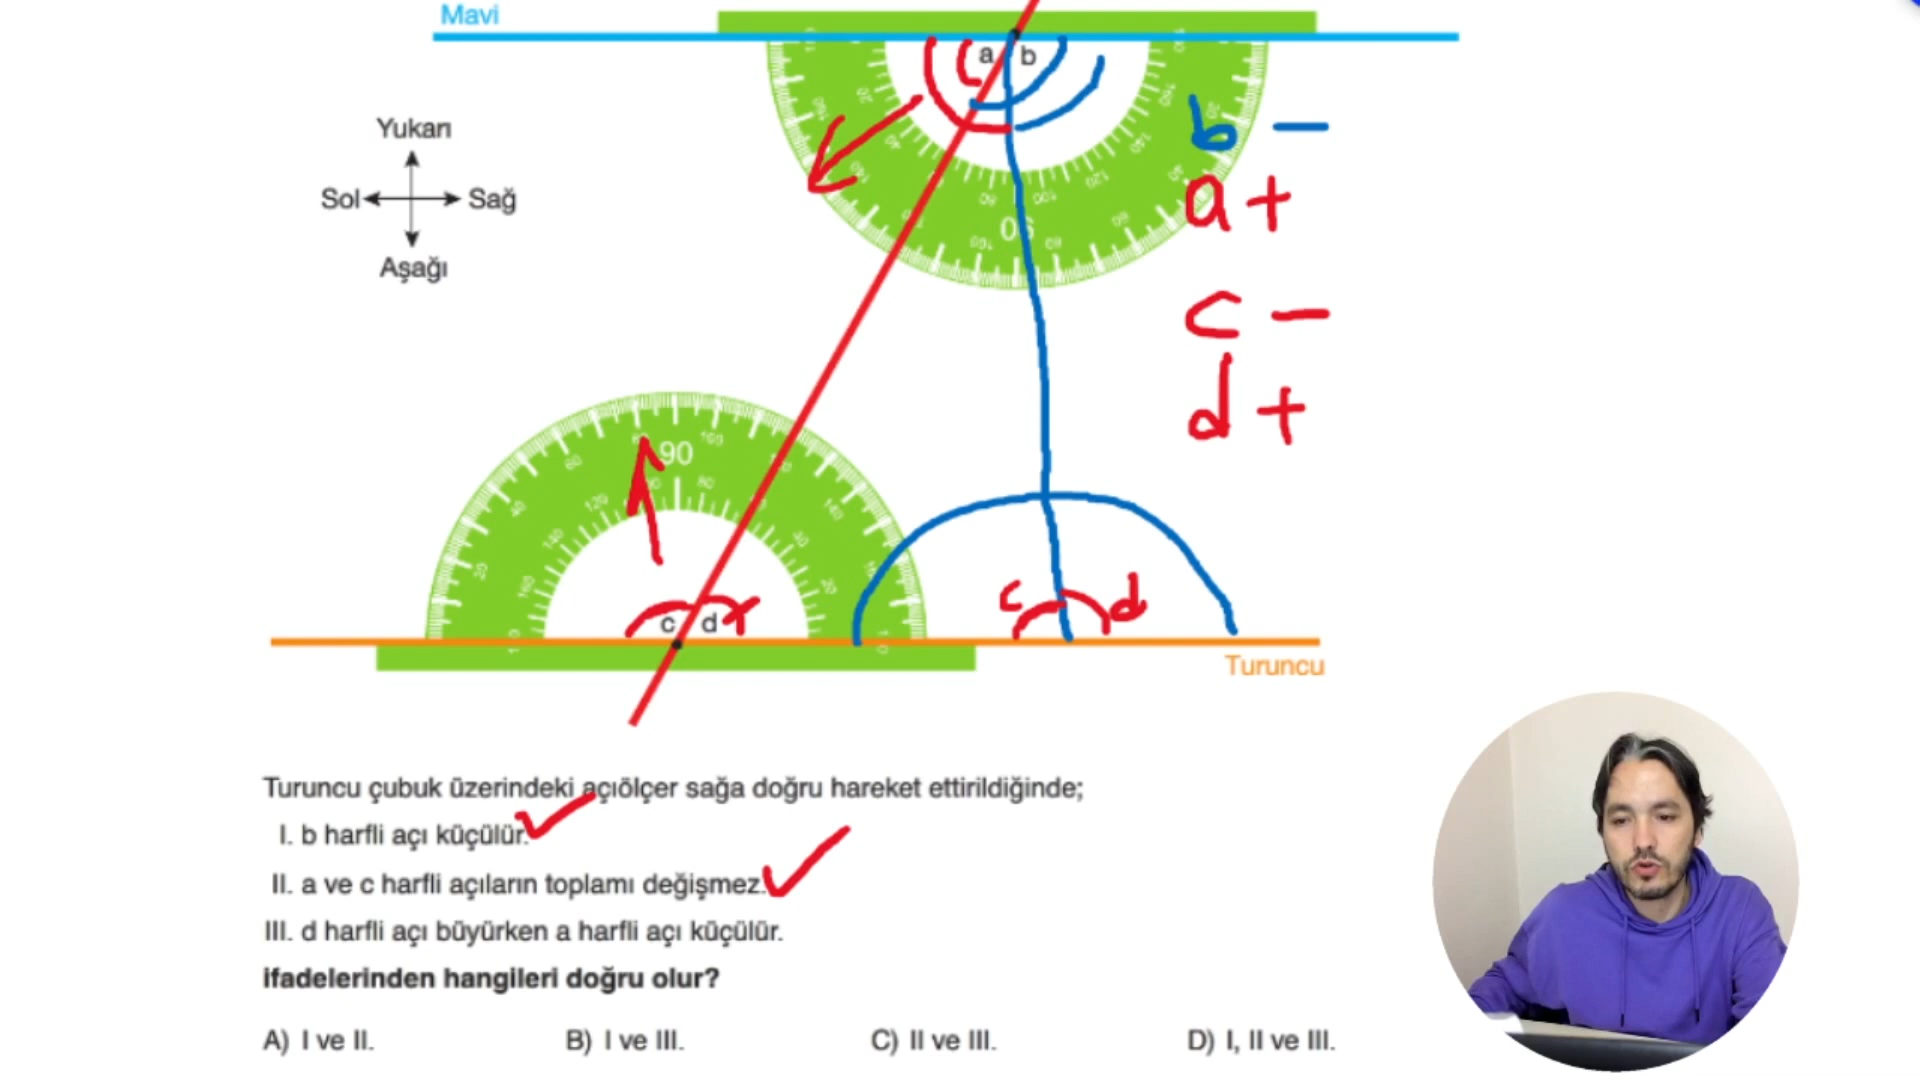 Mavi
a b
Yukarı
Sol Sağ
Aşağı
b −
a +
c −
d +
90
90
c d
c d
Turuncu
Turuncu çubuk üzerindeki açıölçer sağa doğru hareket ettirildiğinde;
I. b harfli açı küçülür.
II. a ve c harfli açıların toplamı değişmez.
III. d harfli açı büyürken a harfli açı küçülür.
ifadelerinden hangileri doğru olur?
A) I ve II. B) I ve III. C) II ve III. D) I, II ve III.